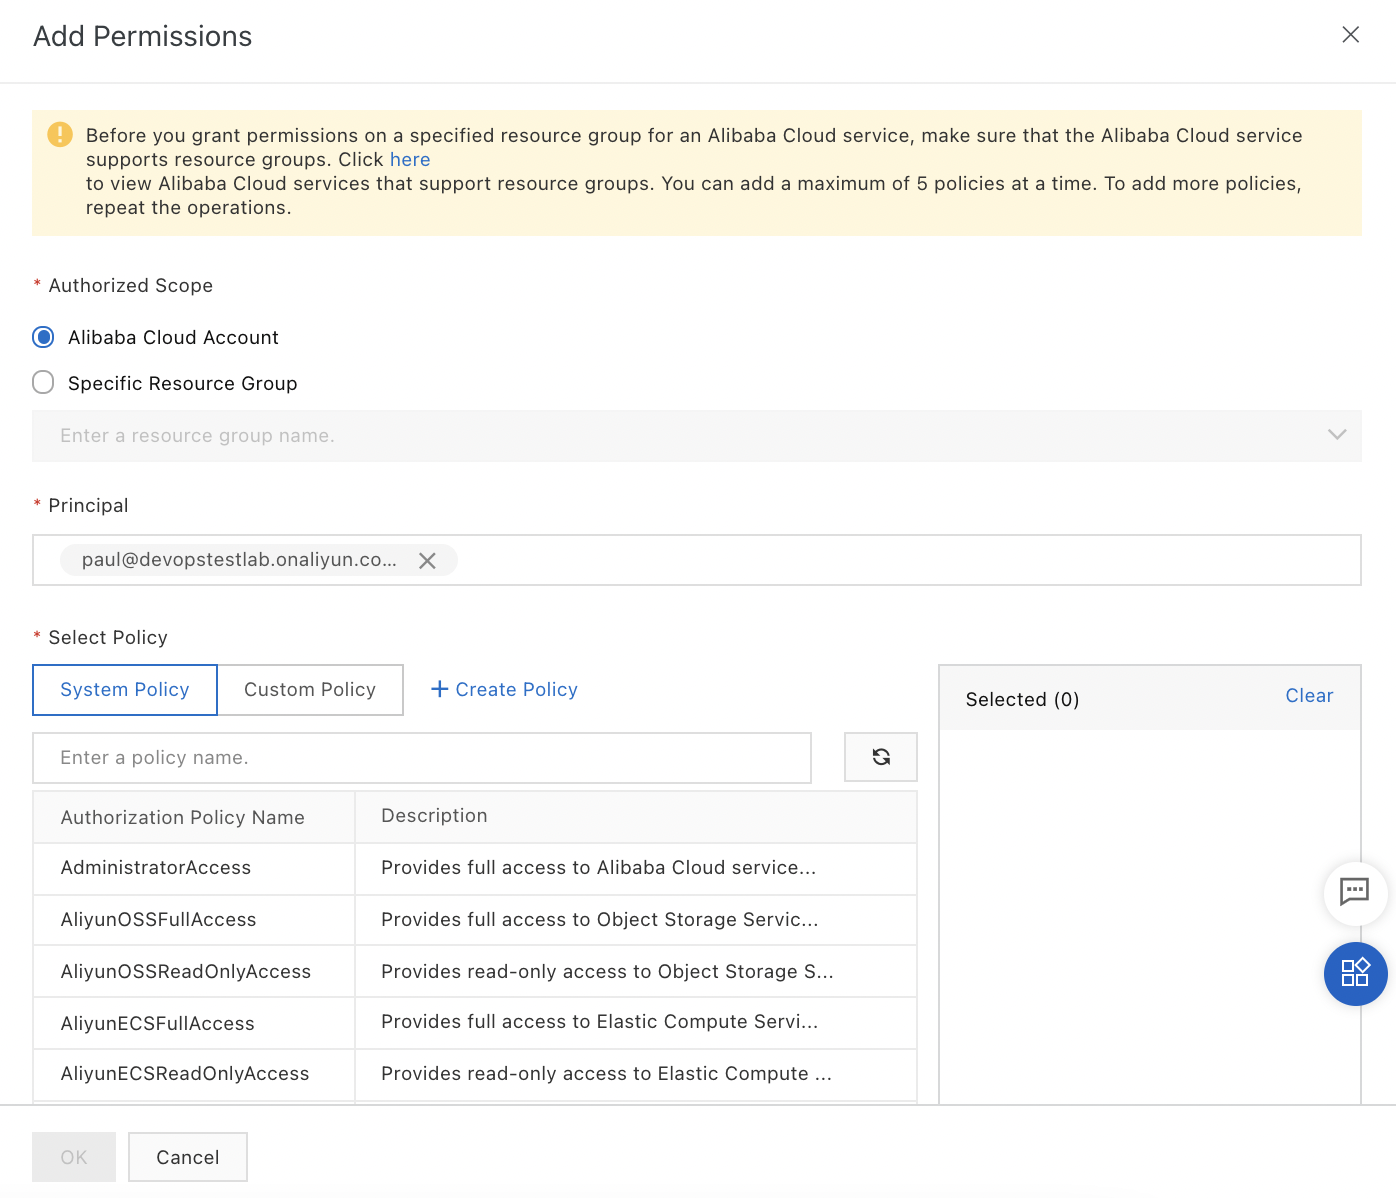 Add Permissions
Before you grant permissions on a specified resource group for an Alibaba Cloud service, make sure that the Alibaba Cloud service
supports resource groups. Click here
to view Alibaba Cloud services that support resource groups. You can add a maximum of 5 policies at a time. To add more policies,
repeat the operations.
* Authorized Scope
Alibaba Cloud Account
Specific Resource Group
Enter a resource group name.
* Principal
paul@devopstestlab.onaliyun.co...
* Select Policy
System Policy
Custom Policy
+ Create Policy
Enter a policy name.
Authorization Policy Name
Description
AdministratorAccess
Provides full access to Alibaba Cloud service...
AliyunOSSFullAccess
Provides full access to Object Storage Servic...
AliyunOSSReadOnlyAccess
Provides read-only access to Object Storage S...
AliyunECSFullAccess
Provides full access to Elastic Compute Servi...
AliyunECSReadOnlyAccess
Provides read-only access to Elastic Compute ...
Selected (0)
Clear
OK
Cancel